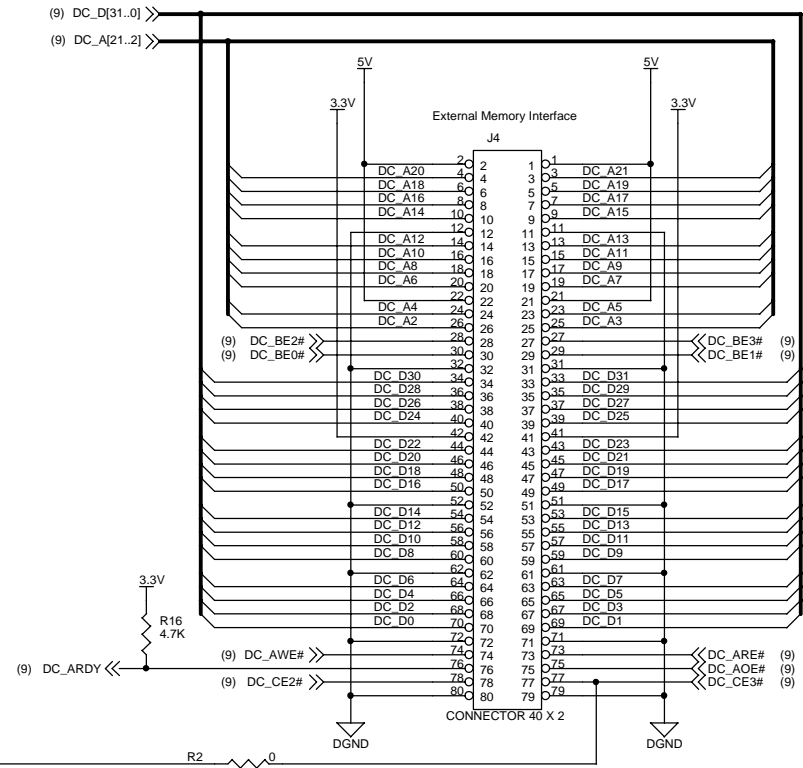 (9) DC_D[31..0]
(9) DC_A[21..2]
5V 5V
3.3V 3.3V
External Memory Interface
J4
2 2 1 1
DC_A20 4 4 3 3 DC_A21
DC_A18 6 6 5 5 DC_A19
DC_A16 8 8 7 7 DC_A17
DC_A14 10 10 9 9 DC_A15
12 12 11 11
DC_A12 14 14 13 13 DC_A13
DC_A10 16 16 15 15 DC_A11
DC_A8 18 18 17 17 DC_A9
DC_A6 20 20 19 19 DC_A7
22 22 21 21
DC_A4 24 24 23 23 DC_A5
DC_A2 26 26 25 25 DC_A3
(9) DC_BE2# 28 28 27 27 DC_BE3# (9)
(9) DC_BE0# 30 30 29 29 DC_BE1# (9)
32 32 31 31
DC_D30 34 34 33 33 DC_D31
DC_D28 36 36 35 35 DC_D29
DC_D26 38 38 37 37 DC_D27
DC_D24 40 40 39 39 DC_D25
42 42 41 41
DC_D22 44 44 43 43 DC_D23
DC_D20 46 46 45 45 DC_D21
DC_D18 48 48 47 47 DC_D19
DC_D16 50 50 49 49 DC_D17
52 52 51 51
DC_D14 54 54 53 53 DC_D15
DC_D12 56 56 55 55 DC_D13
DC_D10 58 58 57 57 DC_D11
DC_D8 60 60 59 59 DC_D9
62 62 61 61
DC_D6 64 64 63 63 DC_D7
DC_D4 66 66 65 65 DC_D5
DC_D2 68 68 67 67 DC_D3
DC_D0 70 70 69 69 DC_D1
3.3V
R16
4.7K
72 72 71 71
(9) DC_AWE# 74 74 73 73 DC_ARE# (9)
(9) DC_ARDY 76 76 75 75 DC_AOE# (9)
(9) DC_CE2# 78 78 77 77 DC_CE3# (9)
80 80 79 79
CONNECTOR 40 X 2
DGND DGND
R2 0